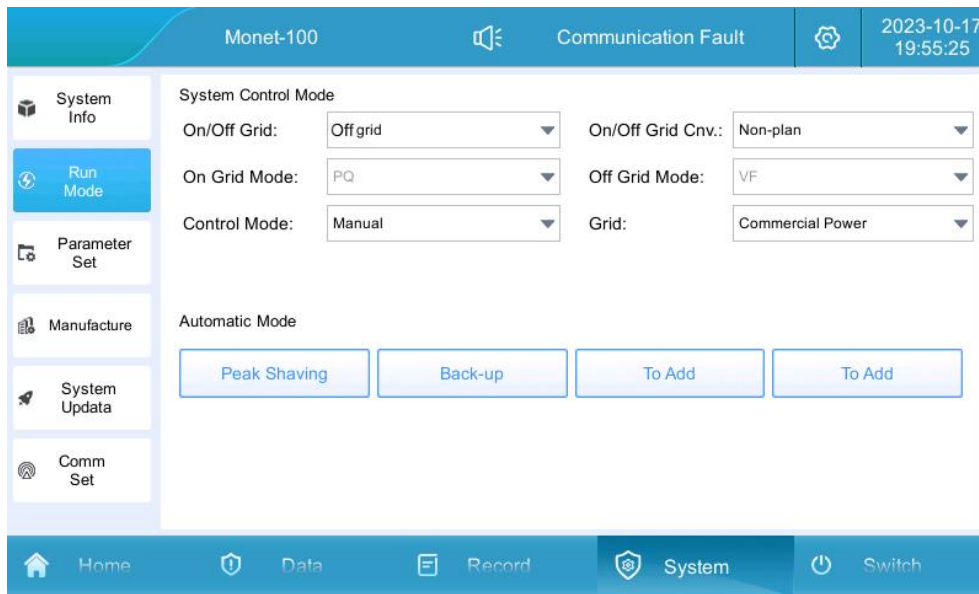 Monet-100
Communication Fault
2023-10-17
19:55:25
System
Info
Run
Mode
Parameter
Set
Manufacture
System
Updata
Comm
Set
System Control Mode
On/Off Grid:
Off grid
On/Off Grid Cnv.:
Non-plan
On Grid Mode:
PQ
Off Grid Mode:
VF
Control Mode:
Manual
Grid:
Commercial Power
Automatic Mode
Peak Shaving
Back-up
To Add
To Add
Home
Data
Record
System
Switch